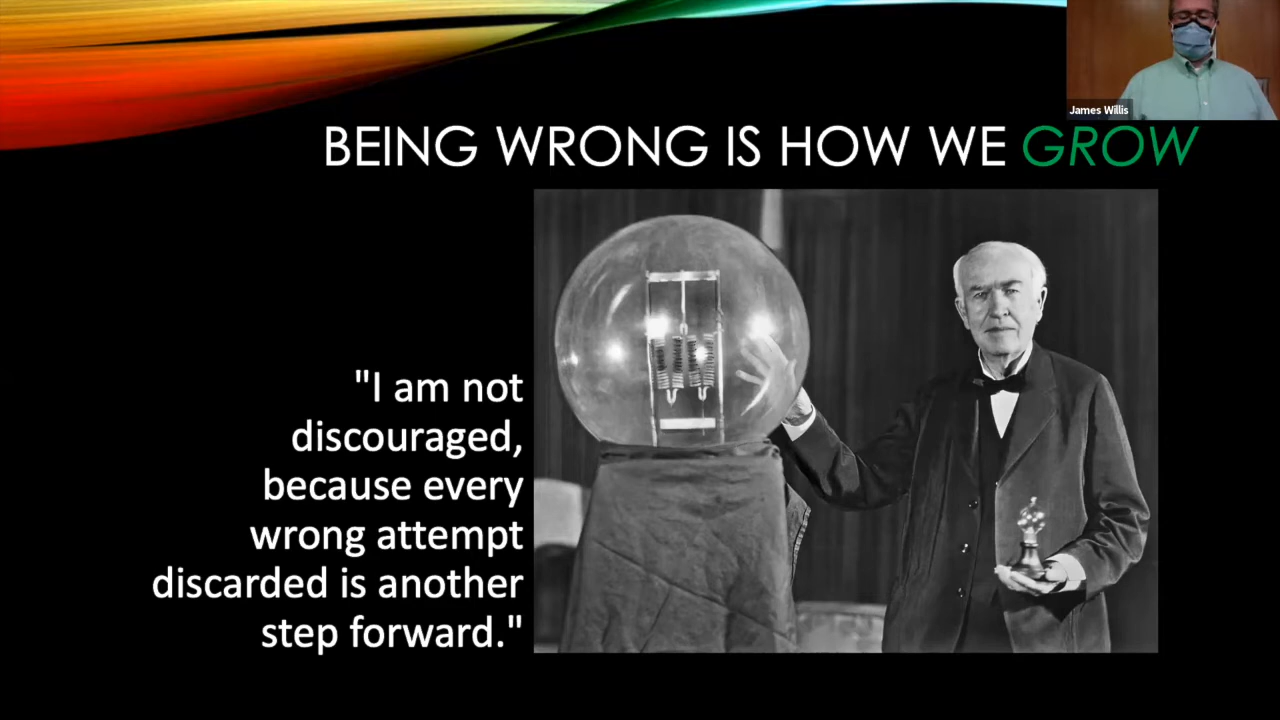 James Willis
BEING WRONG IS HOW WE GROW
"I am not
discouraged,
because every
wrong attempt
discarded is another
step forward."